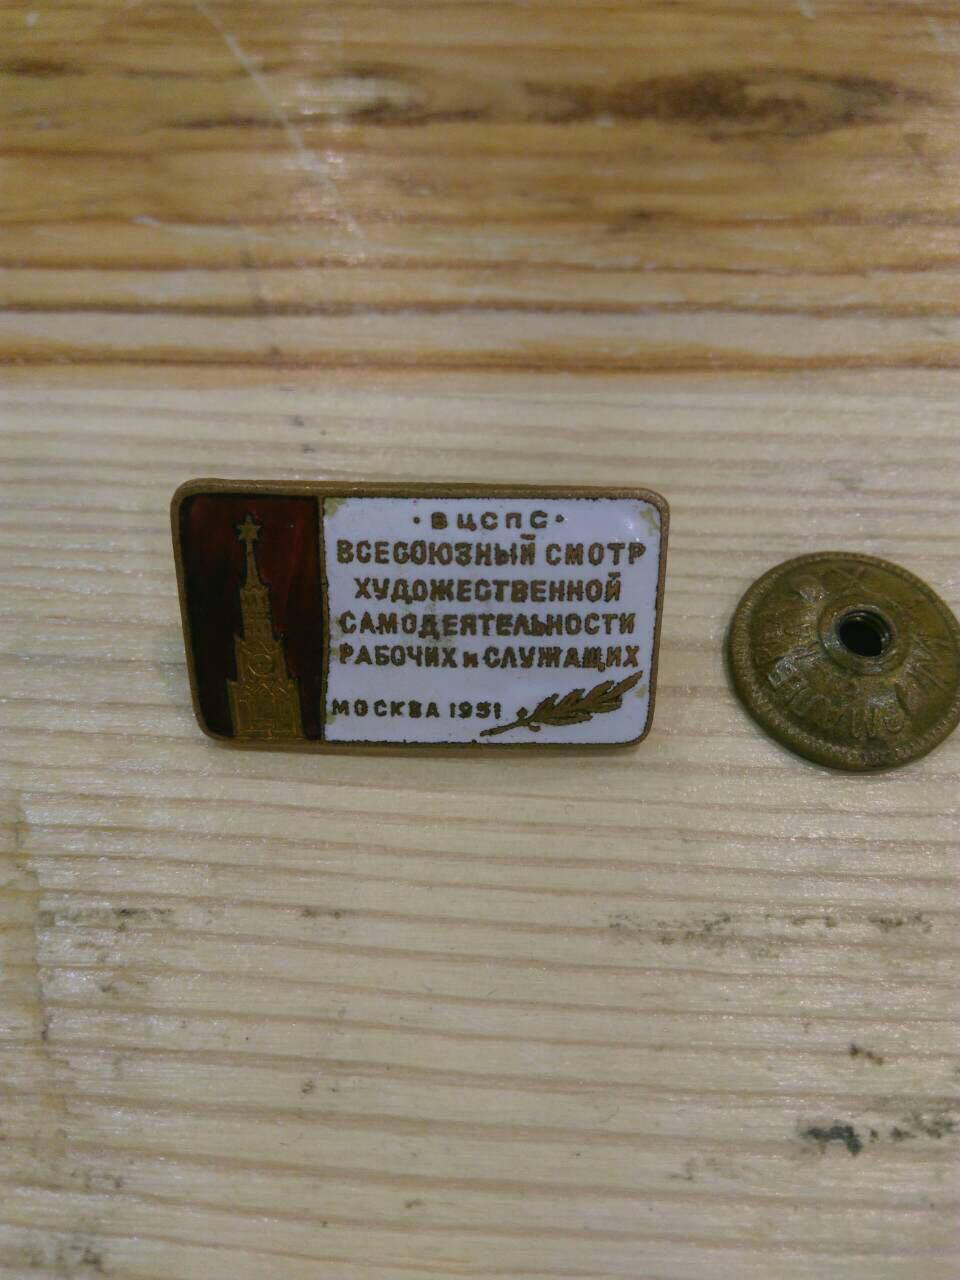 · ВЦСПС ·
ВСЕСОЮЗНЫЙ СМОТР
ХУДОЖЕСТВЕННОЙ
САМОДЕЯТЕЛЬНОСТИ
РАБОЧИХ и СЛУЖАЩИХ
МОСКВА 1951